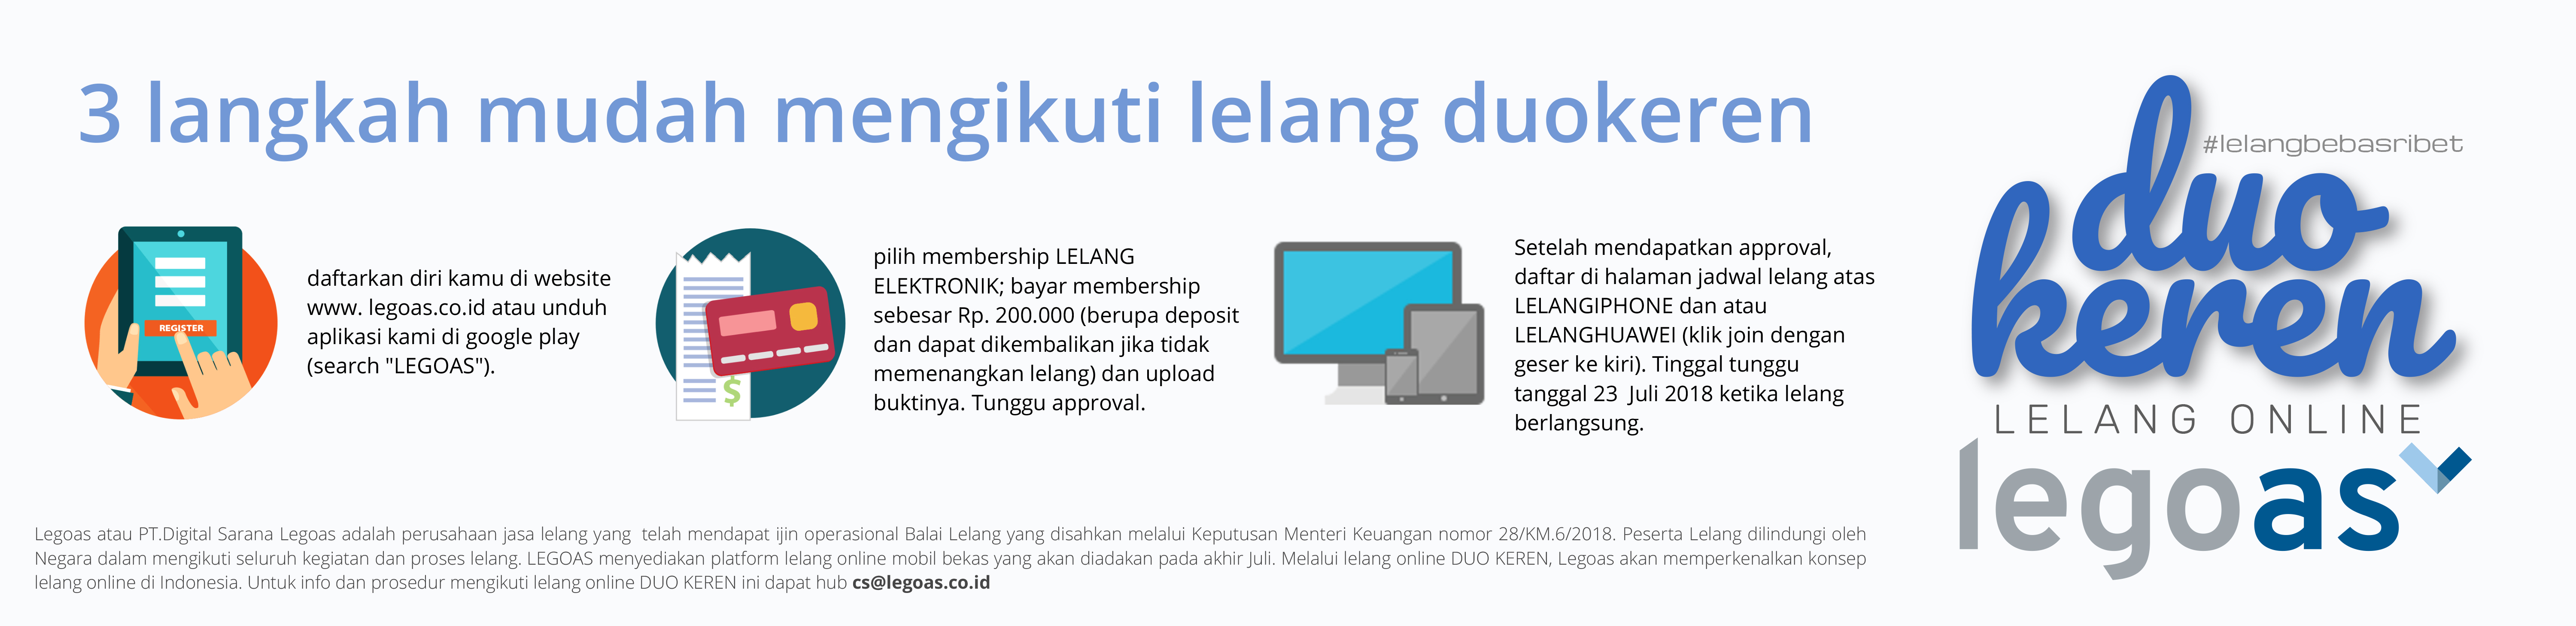 3 langkah mudah mengikuti lelang duokeren
REGISTER
daftarkan diri kamu di website
www. legoas.co.id atau unduh
aplikasi kami di google play
(search "LEGOAS").
$
pilih membership LELANG
ELEKTRONIK; bayar membership
sebesar Rp. 200.000 (berupa deposit
dan dapat dikembalikan jika tidak
memenangkan lelang) dan upload
buktinya. Tunggu approval.
Setelah mendapatkan approval,
daftar di halaman jadwal lelang atas
LELANGIPHONE dan atau
LELANGHUAWEI (klik join dengan
geser ke kiri). Tinggal tunggu
tanggal 23  Juli 2018 ketika lelang
berlangsung.
#lelangbebasribet
duo
keren
LELANG ONLINE
legoas
Legoas atau PT.Digital Sarana Legoas adalah perusahaan jasa lelang yang  telah mendapat ijin operasional Balai Lelang yang disahkan melalui Keputusan Menteri Keuangan nomor 28/KM.6/2018. Peserta Lelang dilindungi oleh
Negara dalam mengikuti seluruh kegiatan dan proses lelang. LEGOAS menyediakan platform lelang online mobil bekas yang akan diadakan pada akhir Juli. Melalui lelang online DUO KEREN, Legoas akan memperkenalkan konsep
lelang online di Indonesia. Untuk info dan prosedur mengikuti lelang online DUO KEREN ini dapat hub cs@legoas.co.id